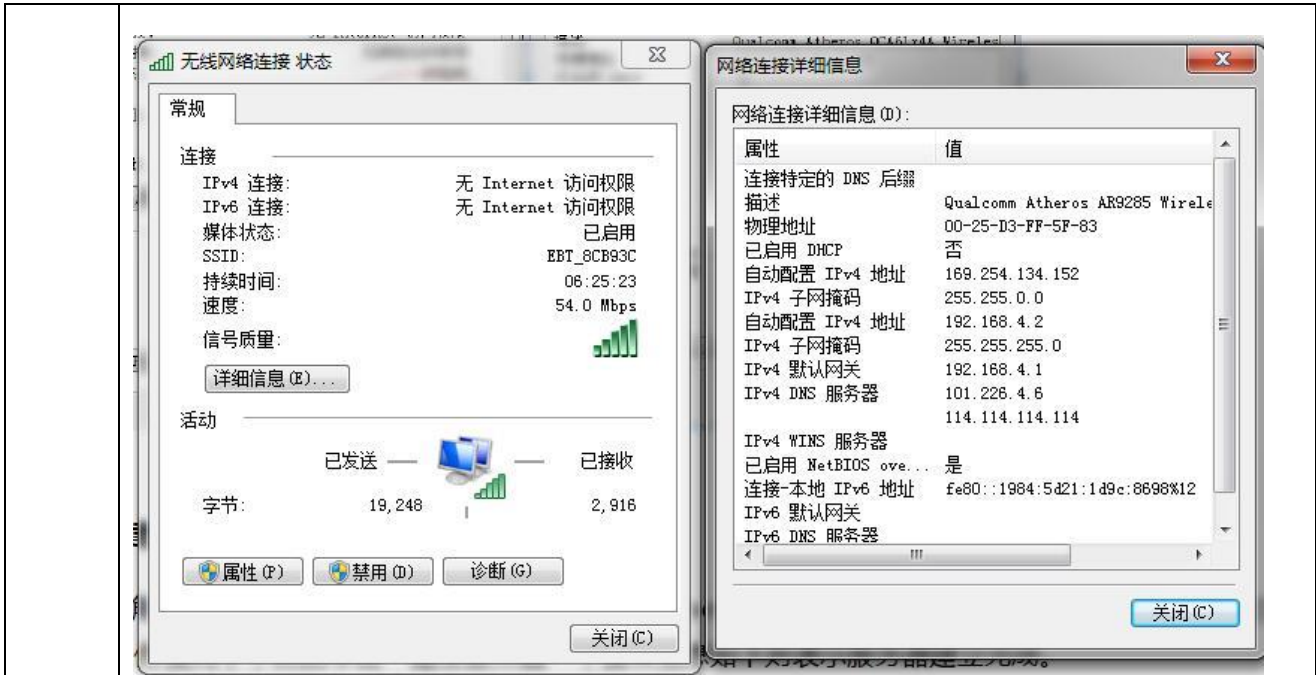 无线网络连接 状态
常规
连接
IPv4 连接: 无 Internet 访问权限
IPv6 连接: 无 Internet 访问权限
媒体状态: 已启用
SSID: EBT_8CB93C
持续时间: 06:25:23
速度: 54.0 Mbps
信号质量:
详细信息(E)...
活动
已发送 — — 已接收
字节: 19,248 2,916
属性(P) 禁用(D) 诊断(G)
关闭(C)
网络连接详细信息
网络连接详细信息(D):
属性 值
连接特定的 DNS 后缀
描述 Qualcomm Atheros AR9285 Wirele
物理地址 00-25-D3-FF-5F-83
已启用 DHCP 否
自动配置 IPv4 地址 169.254.134.152
IPv4 子网掩码 255.255.0.0
自动配置 IPv4 地址 192.168.4.2
IPv4 子网掩码 255.255.255.0
IPv4 默认网关 192.168.4.1
IPv4 DNS 服务器 101.226.4.6
114.114.114.114
IPv4 WINS 服务器
已启用 NetBIOS ove... 是
连接-本地 IPv6 地址 fe80::1984:5d21:1d9c:8698%12
IPv6 默认网关
IPv6 DNS 服务器
关闭(C)